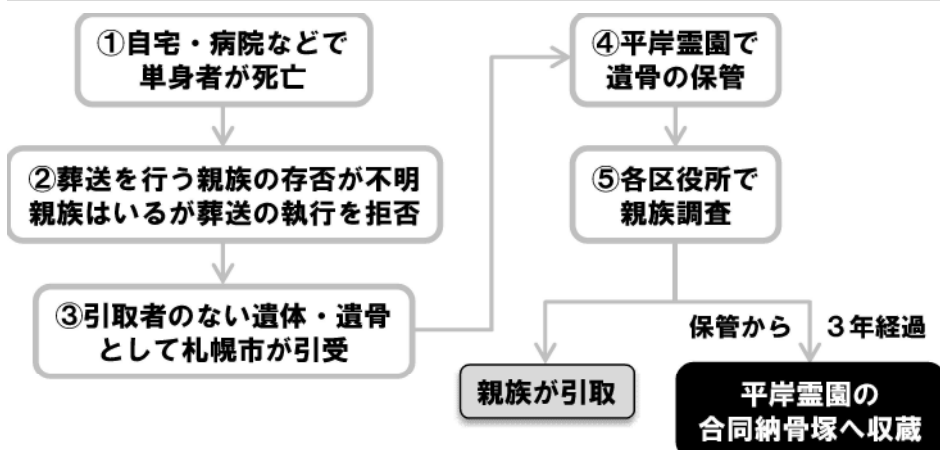 ①自宅・病院などで
単身者が死亡
②葬送を行う親族の存否が不明
親族はいるが葬送の執行を拒否
③引取者のない遺体・遺骨
として札幌市が引受
④平岸霊園で
遺骨の保管
⑤各区役所で
親族調査
保管から ３年経過
親族が引取
平岸霊園の
合同納骨塚へ収蔵